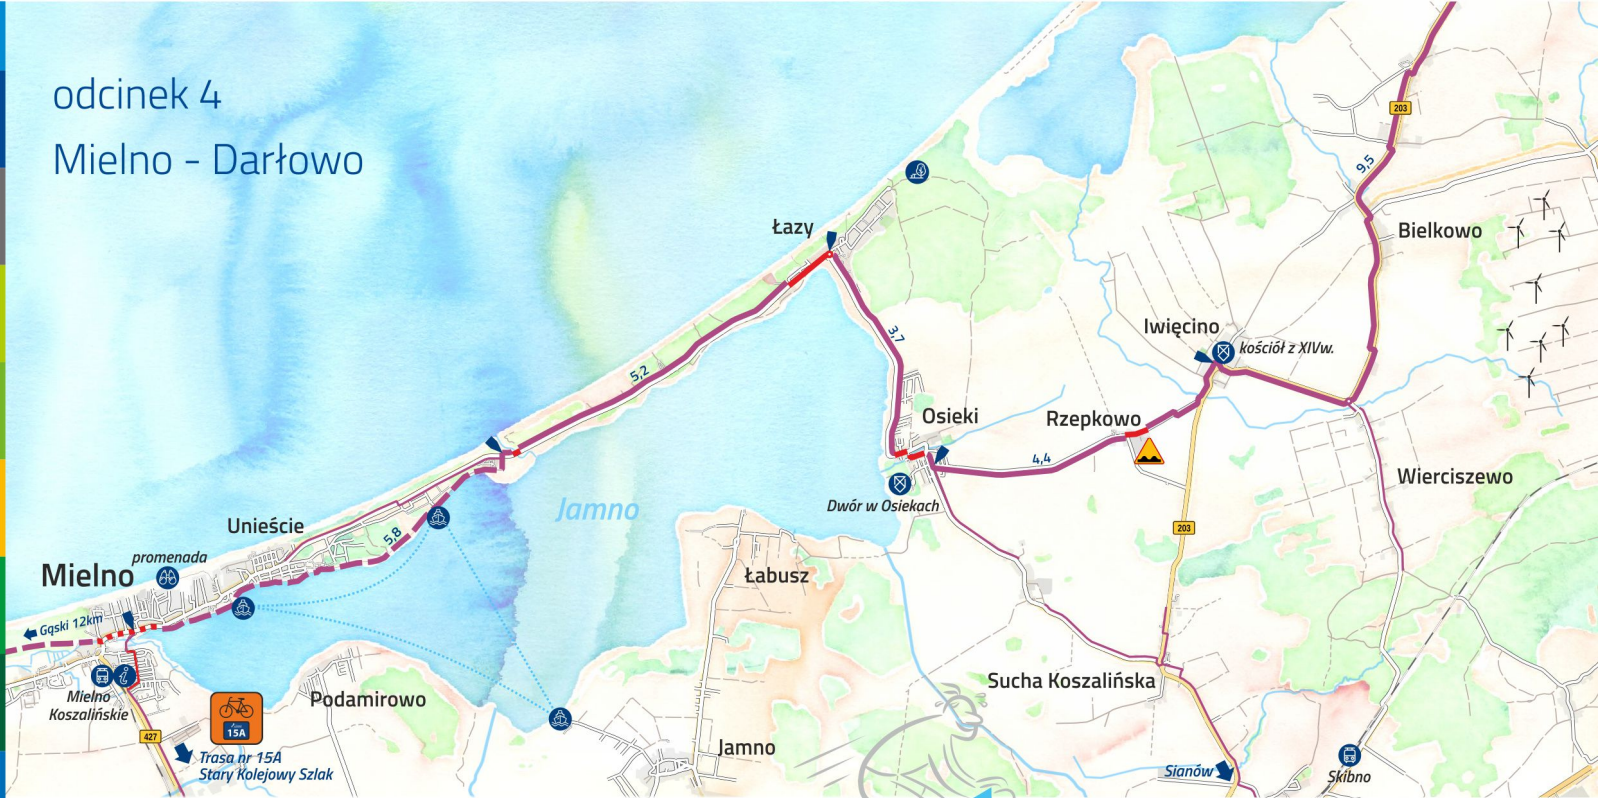 odcinek 4
Mielno - Darłowo
203
9,5
Bielkowo
Łazy
Iwięcino
kościół z XIVw.
3,7
5,2
Osieki
Rzepkowo
4,4
Wierciszewo
Dwór w Osiekach
Jamno
203
Unieście
5,8
promenada
Mielno
Łabusz
Gąski 12km
Sucha Koszalińska
Mielno
Koszalińskie
Podamirowo
15A
427
Jamno
Trasa nr 15A
Stary Kolejowy Szlak
Sianów
Skibno